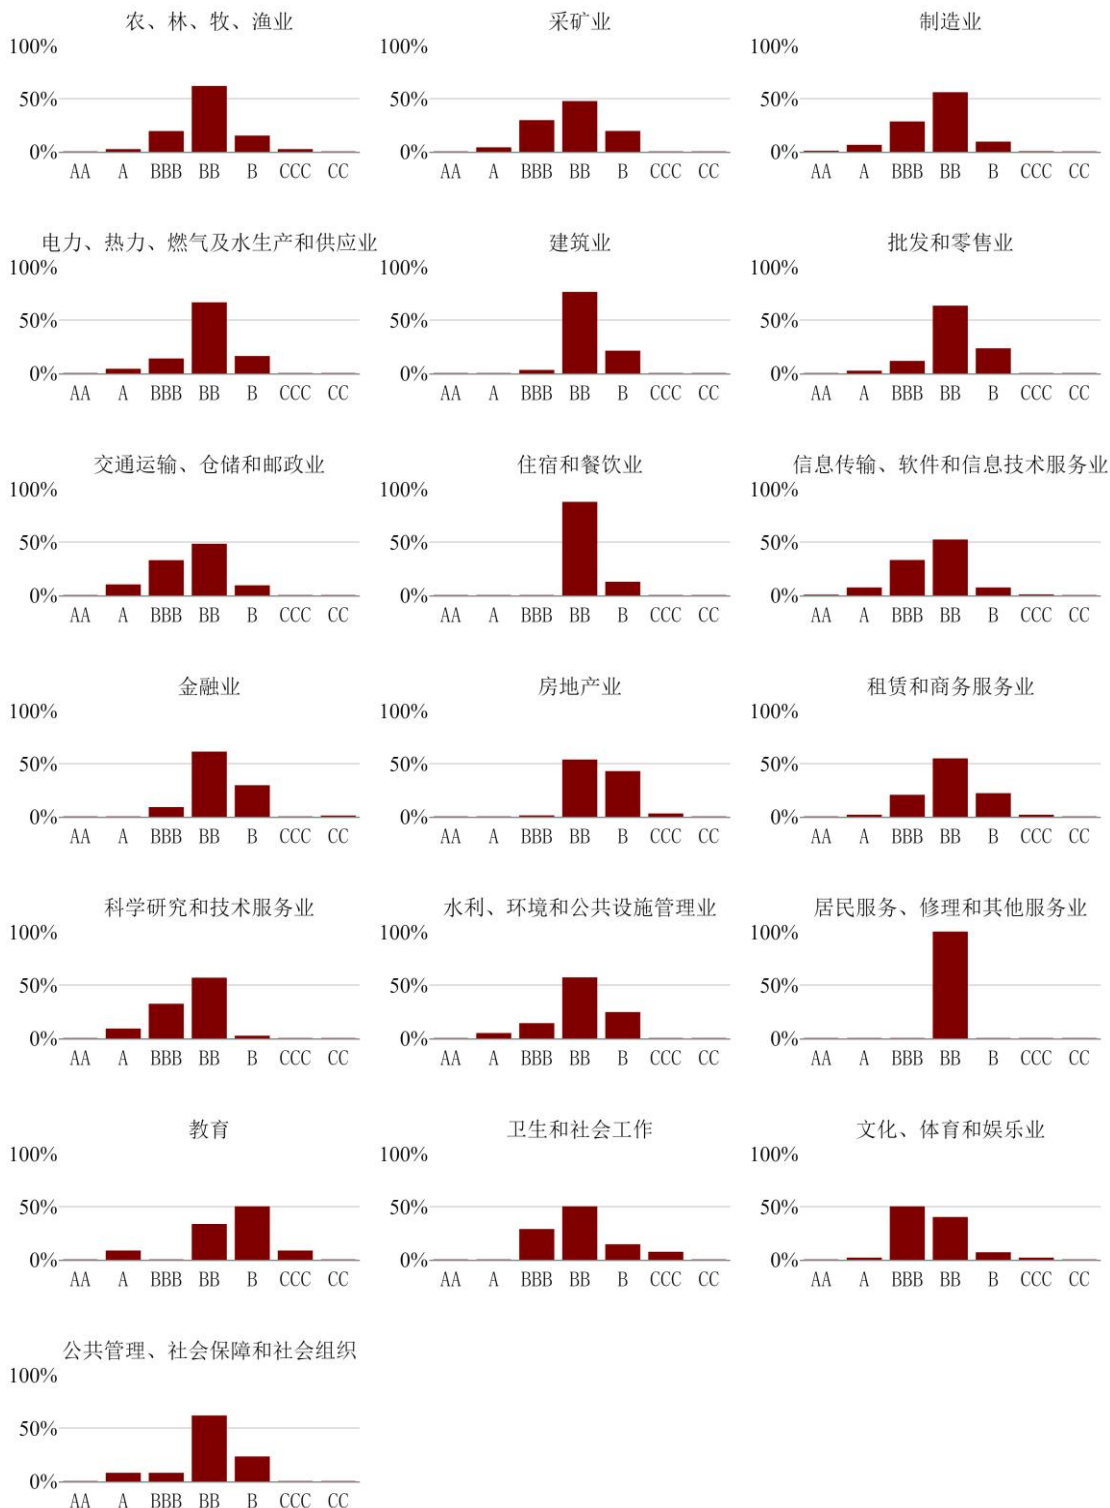 农、林、牧、渔业 采矿业 制造业
100% 100% 100%
50% 50% 50%
0% 0% 0%
AA A BBB BB B CCC CC AA A BBB BB B CCC CC AA A BBB BB B CCC CC
电力、热力、燃气及水生产和供应业 建筑业 批发和零售业
100% 100% 100%
50% 50% 50%
0% 0% 0%
AA A BBB BB B CCC CC AA A BBB BB B CCC CC AA A BBB BB B CCC CC
交通运输、仓储和邮政业 住宿和餐饮业 信息传输、软件和信息技术服务业
100% 100% 100%
50% 50% 50%
0% 0% 0%
AA A BBB BB B CCC CC AA A BBB BB B CCC CC AA A BBB BB B CCC CC
金融业 房地产业 租赁和商务服务业
100% 100% 100%
50% 50% 50%
0% 0% 0%
AA A BBB BB B CCC CC AA A BBB BB B CCC CC AA A BBB BB B CCC CC
科学研究和技术服务业 水利、环境和公共设施管理业 居民服务、修理和其他服务业
100% 100% 100%
50% 50% 50%
0% 0% 0%
AA A BBB BB B CCC CC AA A BBB BB B CCC CC AA A BBB BB B CCC CC
教育 卫生和社会工作 文化、体育和娱乐业
100% 100% 100%
50% 50% 50%
0% 0% 0%
AA A BBB BB B CCC CC AA A BBB BB B CCC CC AA A BBB BB B CCC CC
公共管理、社会保障和社会组织
100%
50%
0%
AA A BBB BB B CCC CC